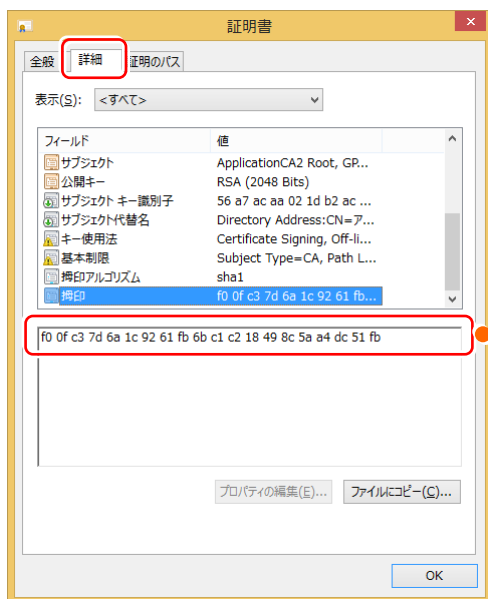 証明書
全般 詳細 証明のパス
表示(S): <すべて>
フィールド 値
サブジェクト ApplicationCA2 Root, GP...
公開キー RSA (2048 Bits)
サブジェクト キー識別子 56 a7 ac aa 02 1d b2 ac ...
サブジェクト代替名 Directory Address:CN=ア...
キー使用法 Certificate Signing, Off-li...
基本制限 Subject Type=CA, Path L...
拇印アルゴリズム sha1
拇印 f0 0f c3 7d 6a 1c 92 61 fb...
f0 0f c3 7d 6a 1c 92 61 fb 6b c1 c2 18 49 8c 5a a4 dc 51 fb
プロパティの編集(E)... ファイルにコピー(C)...
OK